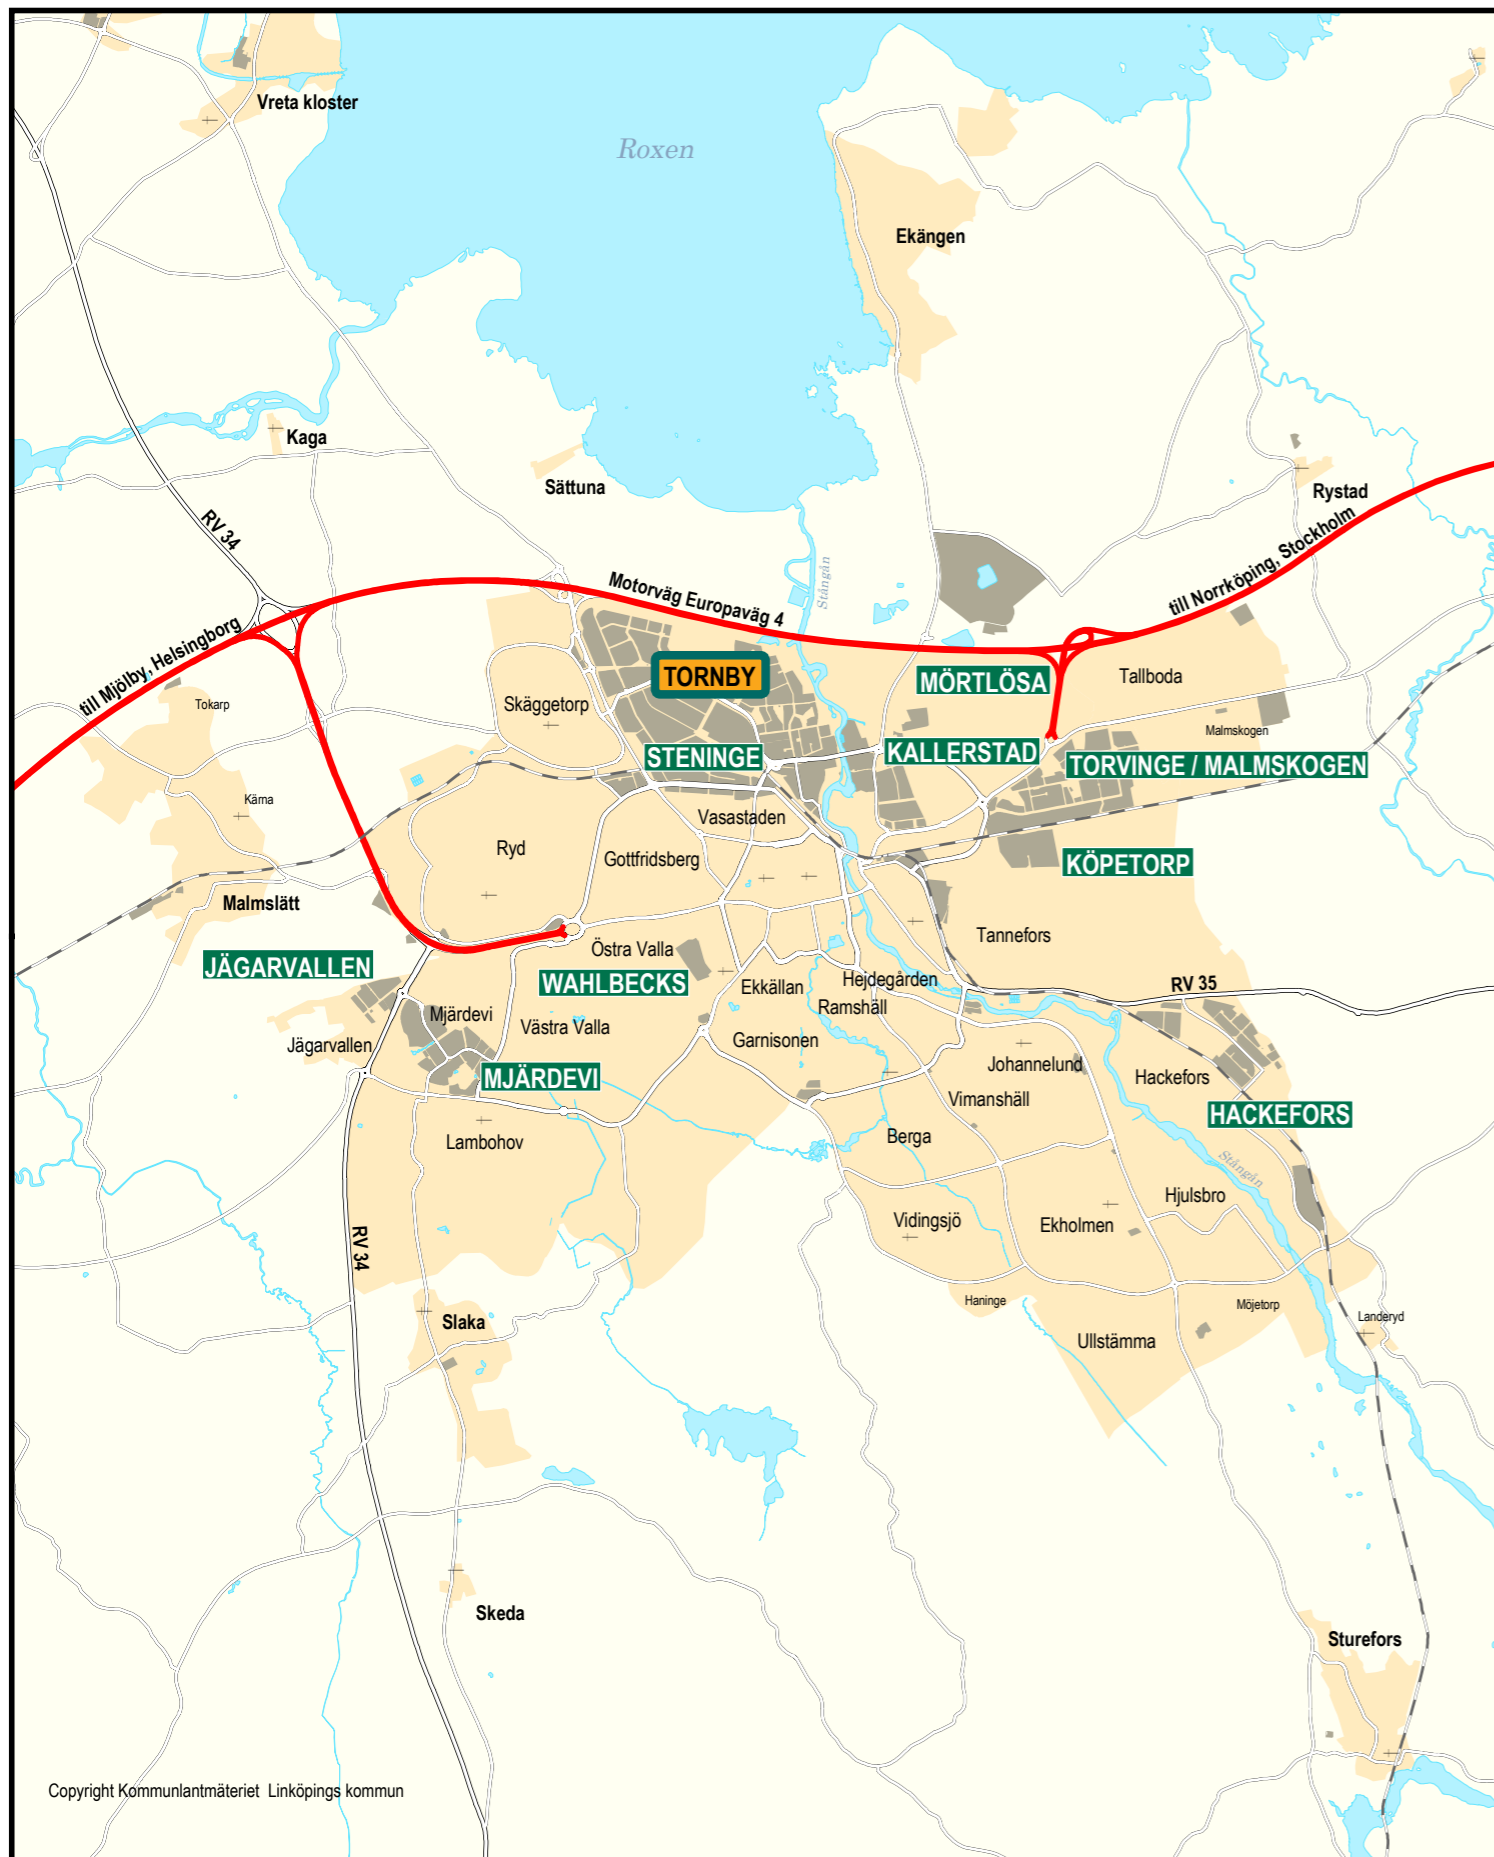 Vreta kloster
Roxen
Ekängen
Kaga
Sättuna
Rystad
RV 34
Stångån
Motorväg Europaväg 4
till Norrköping, Stockholm
till Mjölby, Helsingborg
TORNBY
MÖRTLÖSA
Tallboda
Tokarp
Skäggetorp
Malmskogen
STENINGE
KALLERSTAD
TORVINGE / MALMSKOGEN
Kärna
Vasastaden
Ryd
Gottfridsberg
KÖPETORP
Malmslätt
Tannefors
JÄGARVALLEN
Östra Valla
WAHLBECKS
Ekkällan
Hejdegården
RV 35
Ramshäll
Mjärdevi
Västra Valla
Garnisonen
Jägarvallen
Johannelund
Hackefors
MJÄRDEVI
Vimanshäll
HACKEFORS
Lambohov
Berga
Stångån
Hjulsbro
Vidingsjö
Ekholmen
RV 34
Haninge
Möjetorp
Landeryd
Slaka
Ullstämma
Skeda
Sturefors
Copyright Kommunlantmäteriet  Linköpings kommun